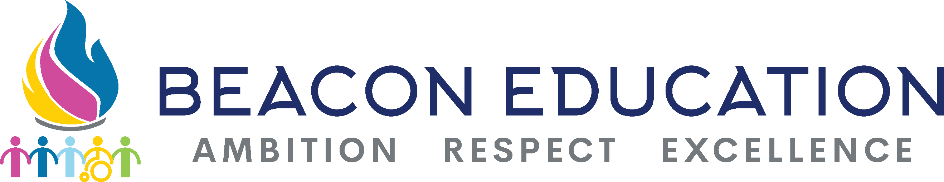 BEACON EDUCATION
AMBITION RESPECT EXCELLENCE